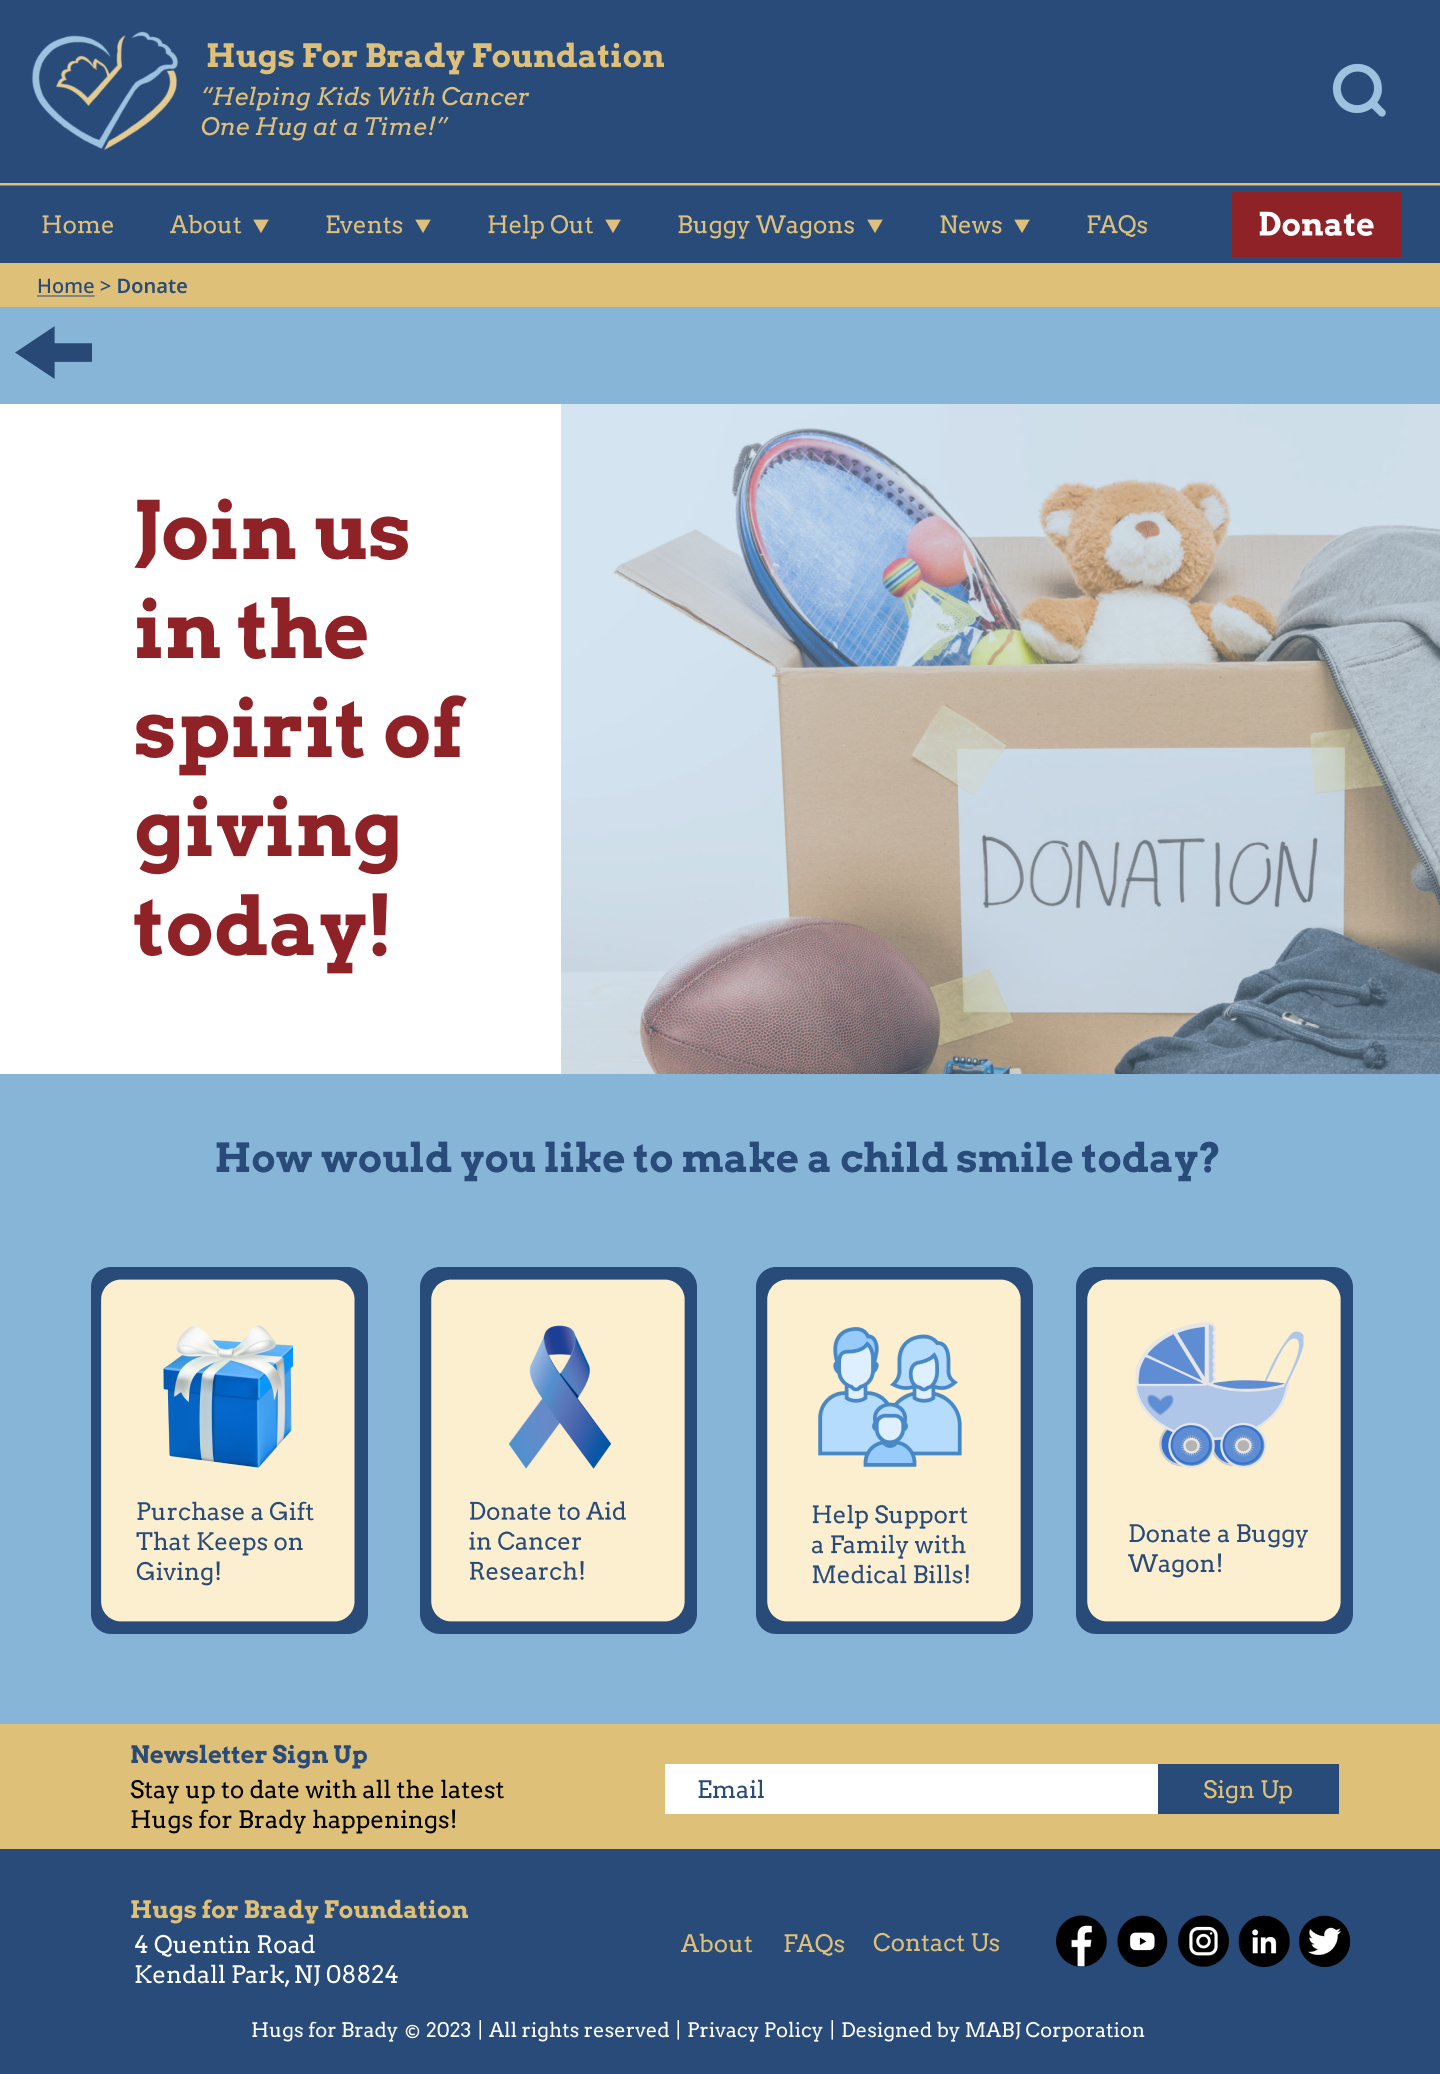 Hugs For Brady Foundation
“Helping Kids With Cancer
One Hug at a Time!”
Home About ▼ Events ▼ Help Out ▼ Buggy Wagons ▼ News ▼ FAQs Donate
Home > Donate
Join us
in the
spirit of
giving
today!
DONATION
How would you like to make a child smile today?
Purchase a Gift
That Keeps on
Giving!
Donate to Aid
in Cancer
Research!
Help Support
a Family with
Medical Bills!
Donate a Buggy
Wagon!
Newsletter Sign Up
Stay up to date with all the latest
Hugs for Brady happenings!
Email
Sign Up
Hugs for Brady Foundation
4 Quentin Road
Kendall Park, NJ 08824
About FAQs Contact Us
Hugs for Brady © 2023 | All rights reserved | Privacy Policy | Designed by MABJ Corporation